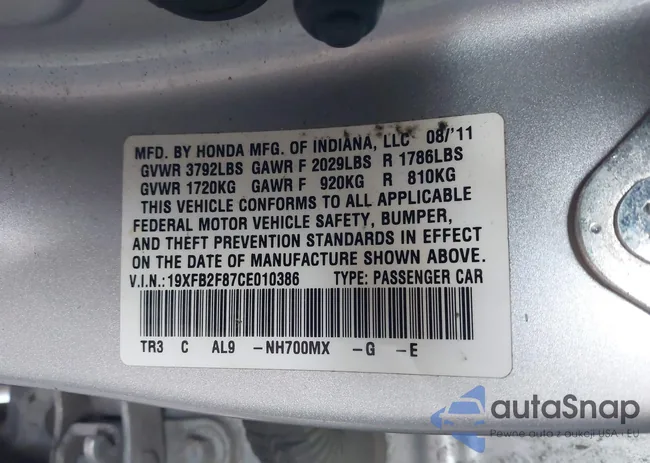 MFD. BY HONDA MFG. OF INDIANA, LLC 08/'11
GVWR 3792LBS GAWR F 2029LBS R 1786LBS
GVWR 1720KG GAWR F 920KG R 810KG
THIS VEHICLE CONFORMS TO ALL APPLICABLE
FEDERAL MOTOR VEHICLE SAFETY, BUMPER,
AND THEFT PREVENTION STANDARDS IN EFFECT
ON THE DATE OF MANUFACTURE SHOWN ABOVE.
V.I.N.: 19XFB2F87CE010386 TYPE: PASSENGER CAR
TR3 C AL9 -NH700MX -G -E
autoSnap
Pewne auta z aukcji USA i EU